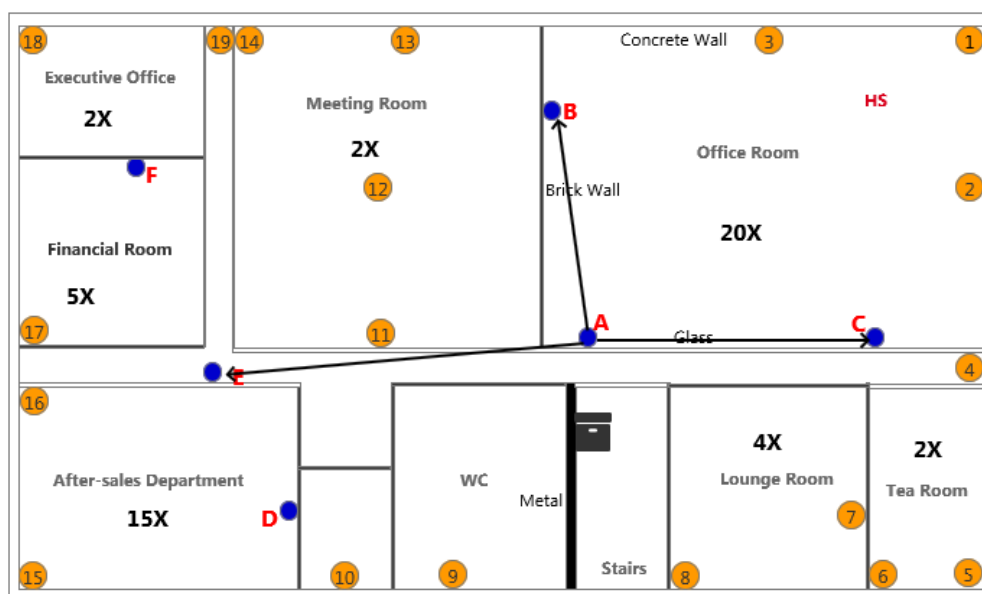 18
19
14
13
Concrete Wall
3
1
Executive Office
Meeting Room
HS
2X
B
2X
Office Room
F
12
Brick Wall
2
Financial Room
20X
5X
17
11
A
Glass
C
E
4
16
4X
2X
After-sales Department
WC
Lounge Room
Tea Room
15X
D
Metal
7
Stairs
15
10
9
8
6
5